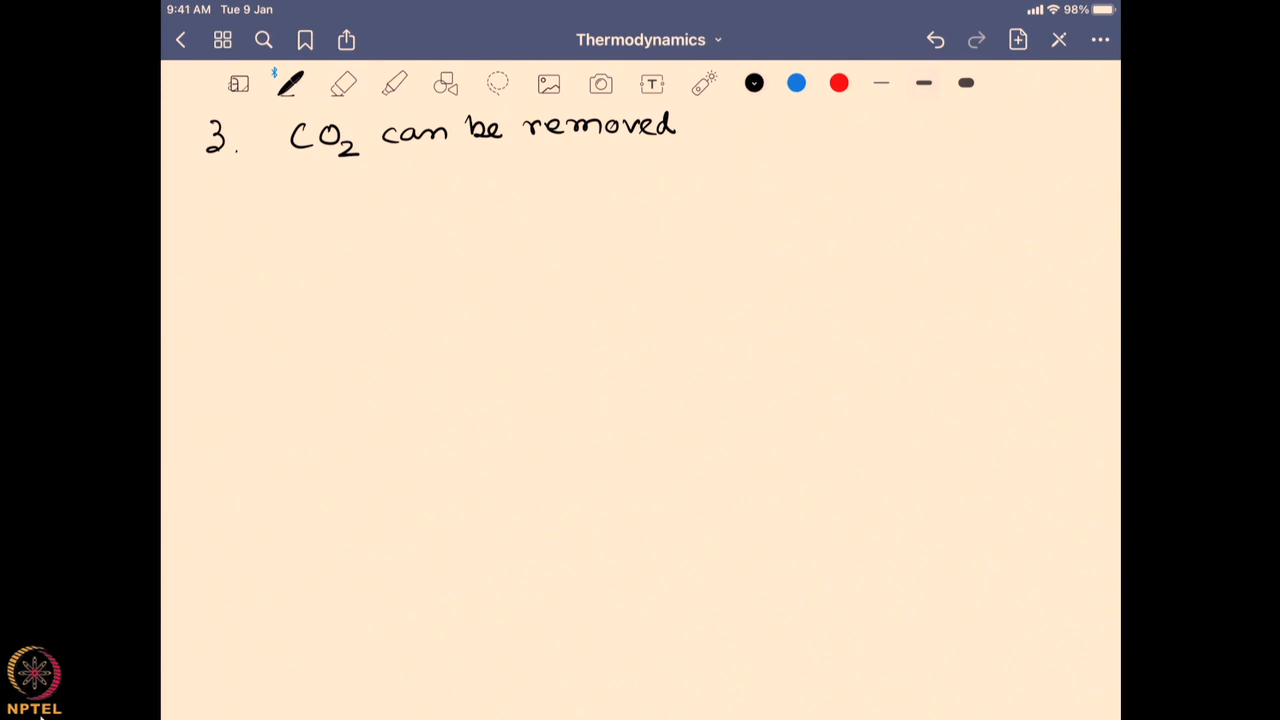 9:41 AM Tue 9 Jan 98%
Thermodynamics
T
3. CO₂ can be removed
NPTEL